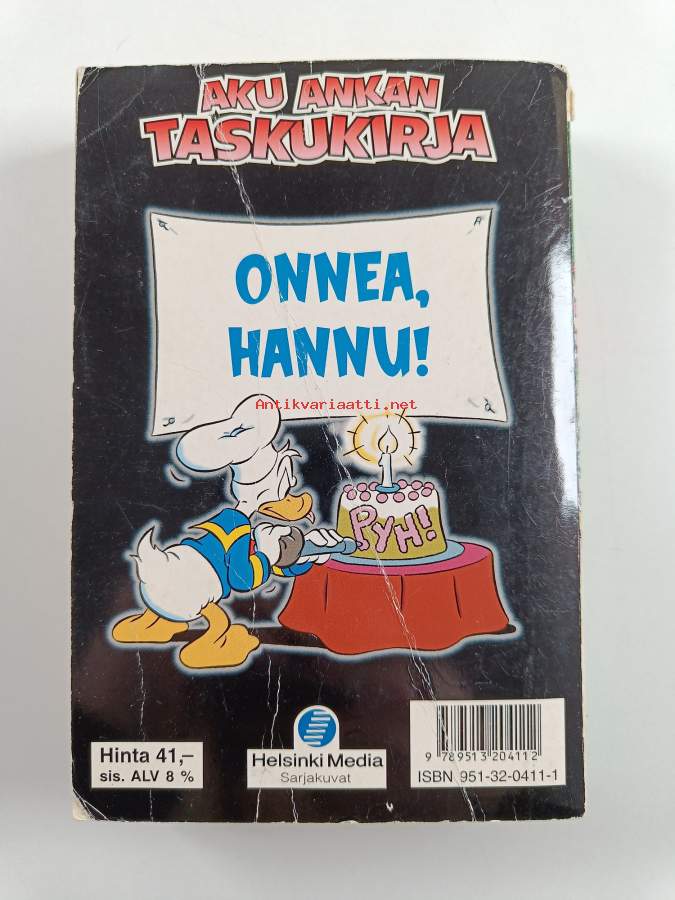 AKU ANKAN
TASKUKIRJA
ONNEA,
HANNU!
Antikvariaatti.net
PYH!
Hinta 41,–
sis. ALV 8 %
Helsinki Media
Sarjakuvat
9 789513 204112
ISBN 951-32-0411-1